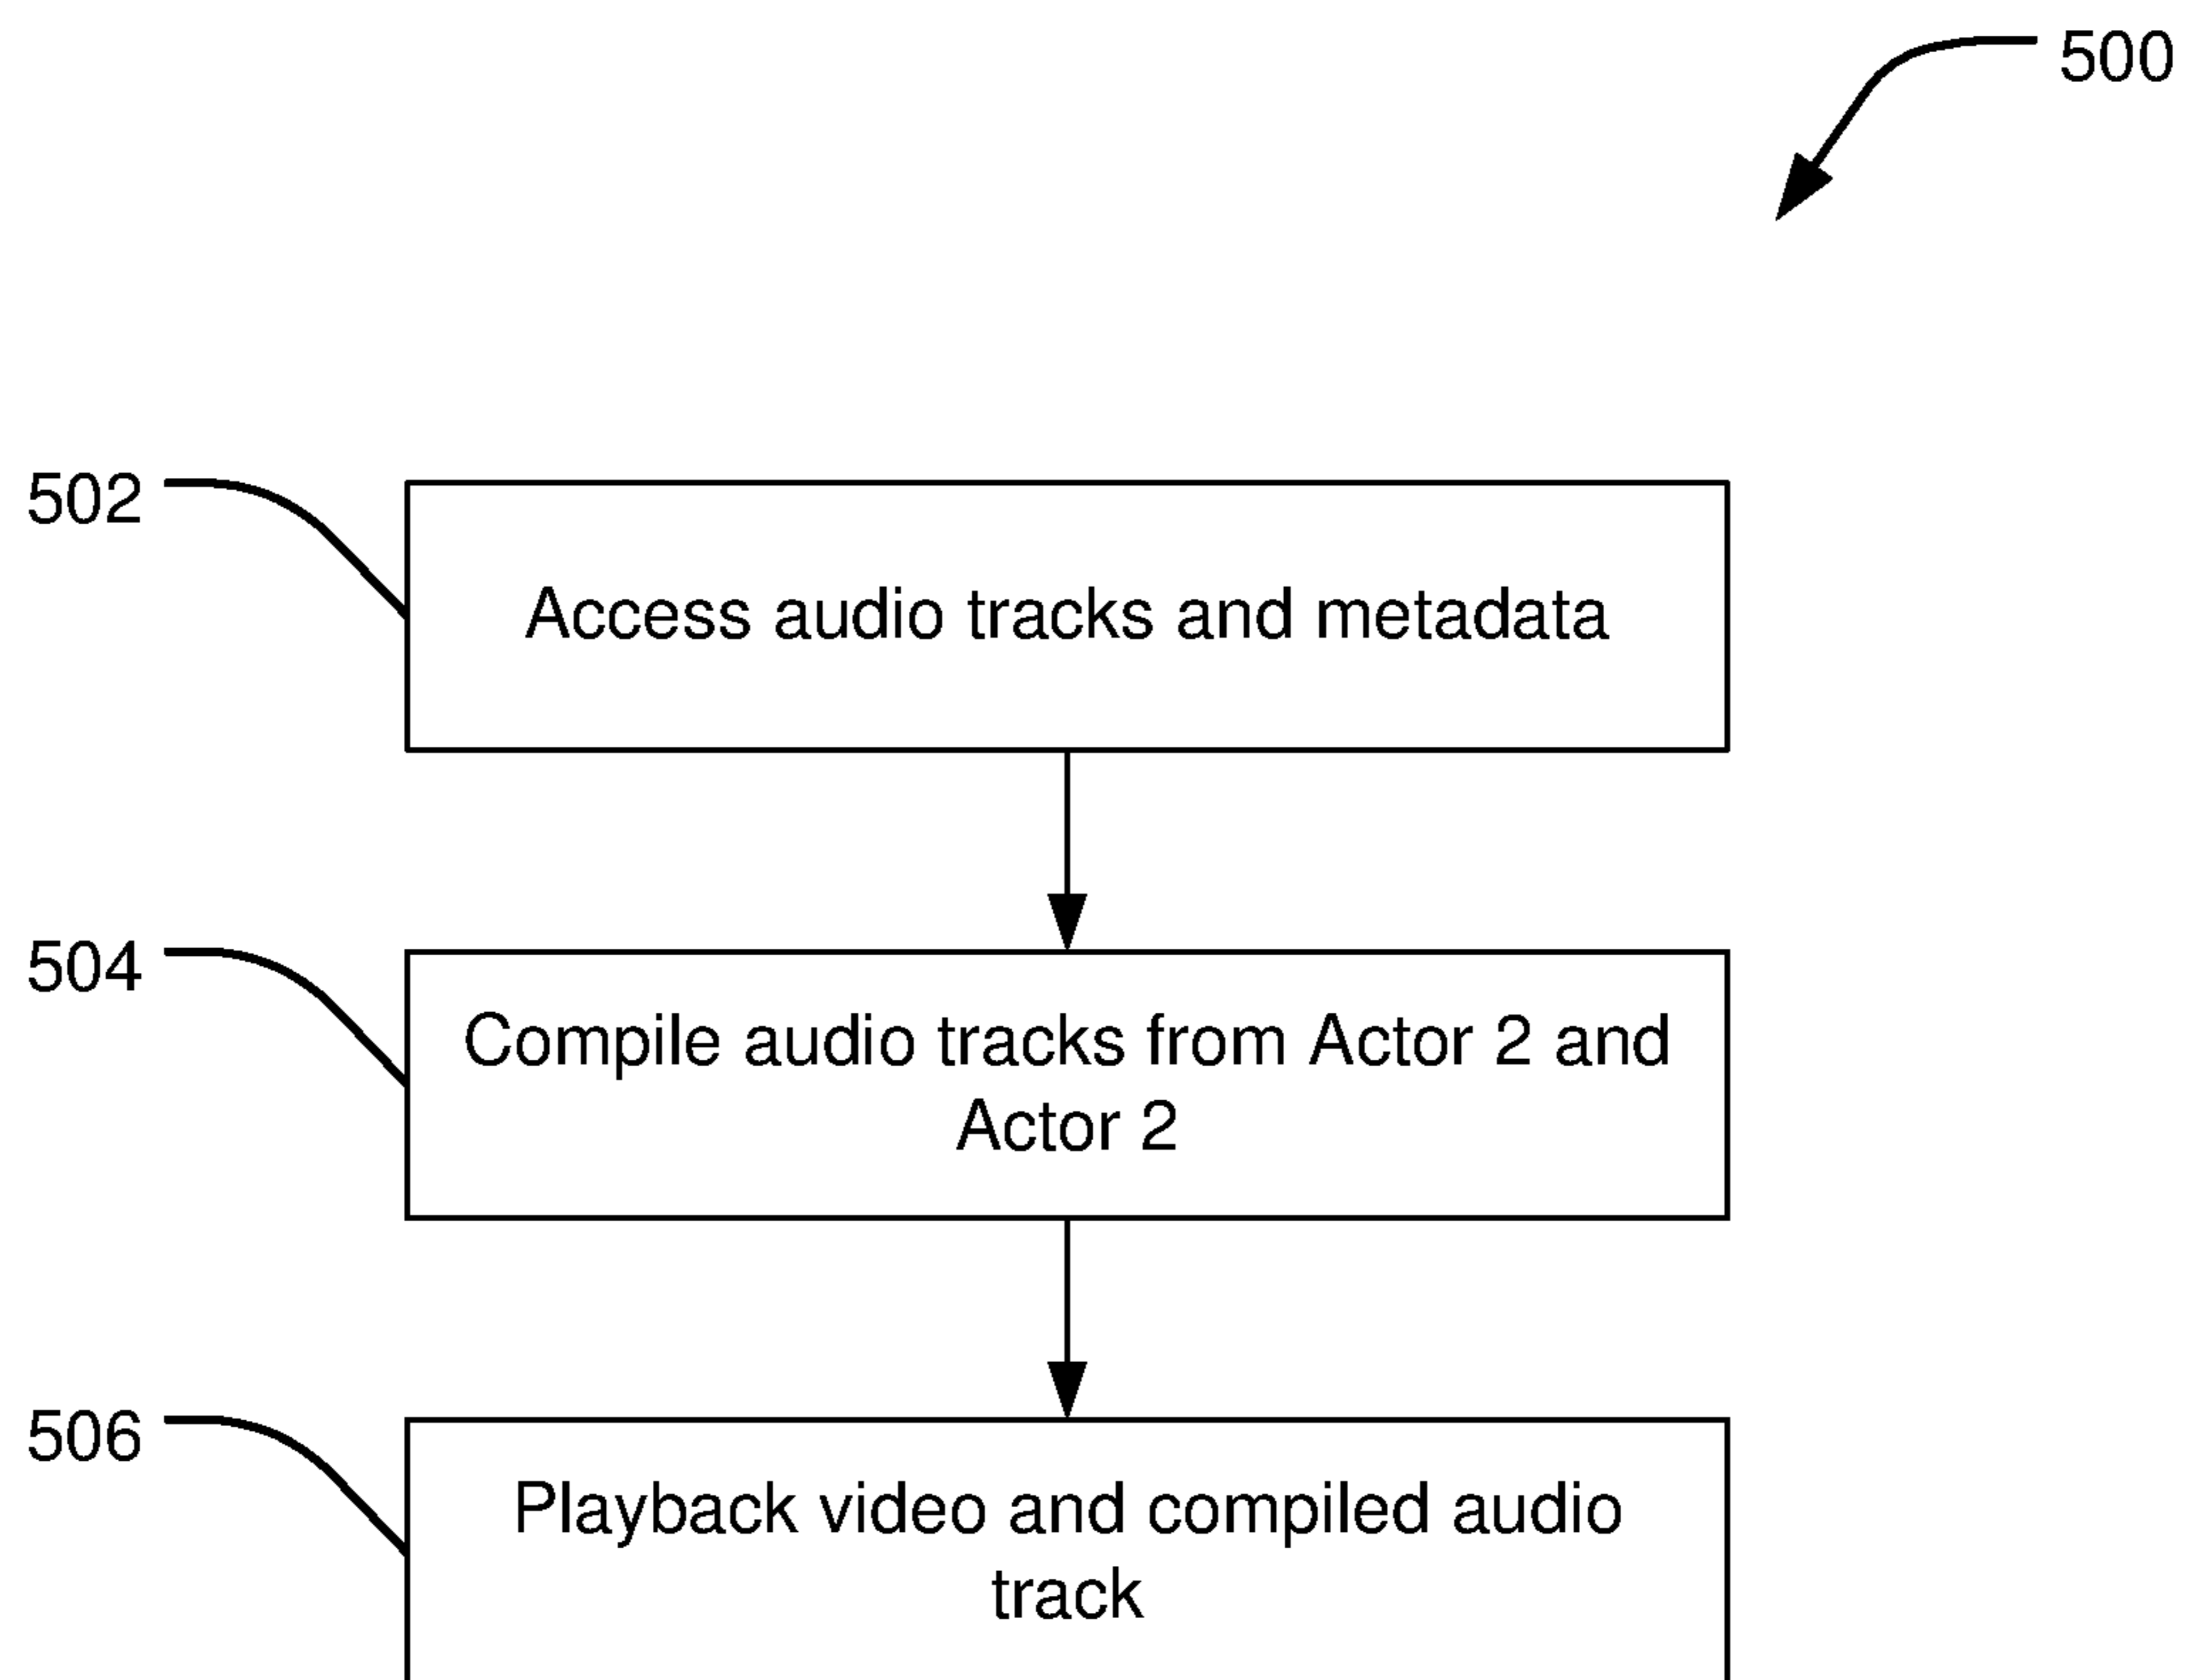 500
502
Access audio tracks and metadata
504
Compile audio tracks from Actor 2 and
Actor 2
506
Playback video and compiled audio
track